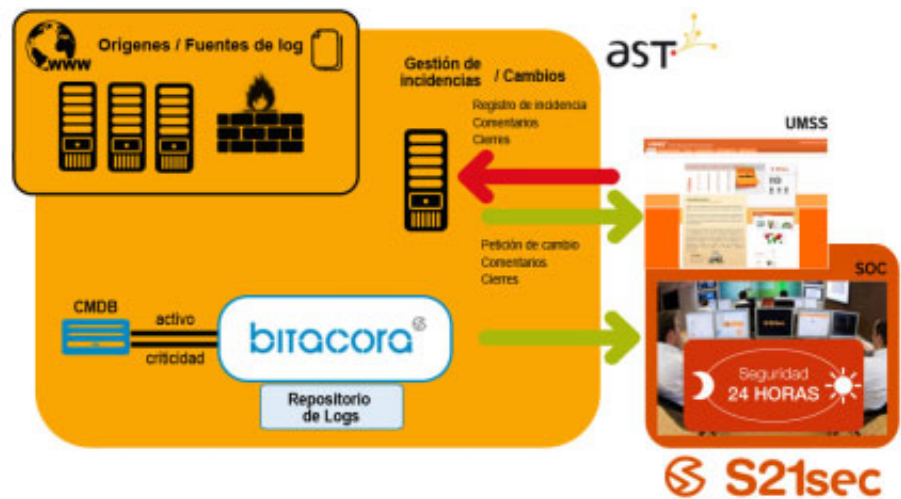 www
Origenes / Fuentes de log
Gestión de
incidencias / Cambios
Registro de incidencia
Comentarios
Cierres
aST
UMSS
Petición de cambio
Comentarios
Cierres
SOC
CMDB
activo
criticidad
bitacora
Repositorio
de Logs
Seguridad
24 HORAS
S21sec